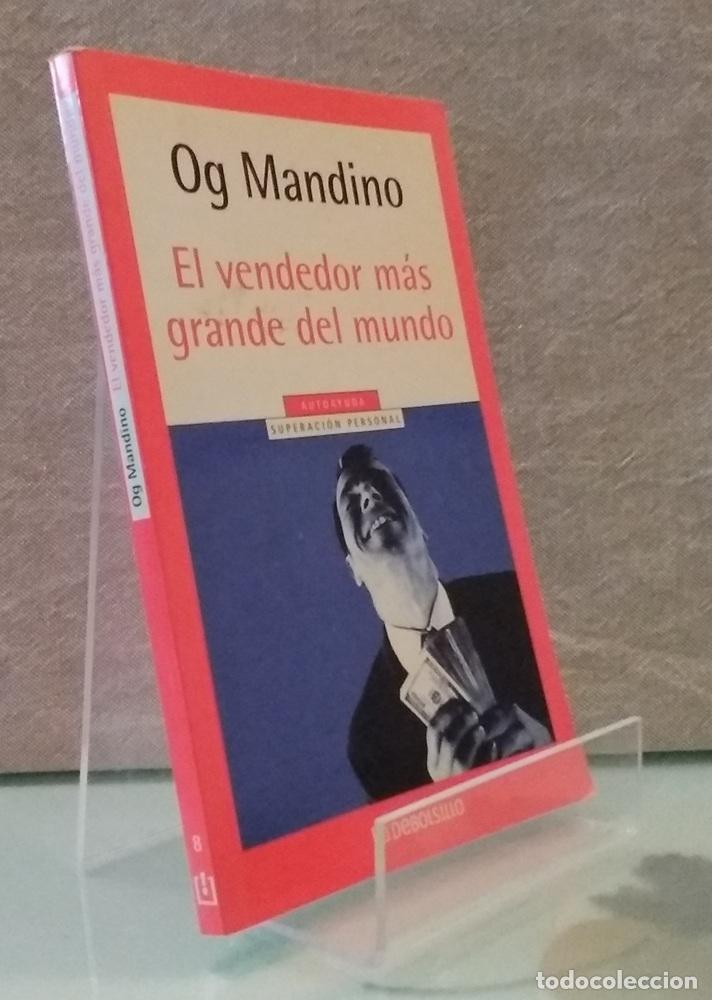 Og Mandino
El vendedor más
grande del mundo
AUTOAYUDA
SUPERACIÓN PERSONAL
DEBOLSILLO
Og Mandino El vendedor más grande del mundo
8
todocoleccion